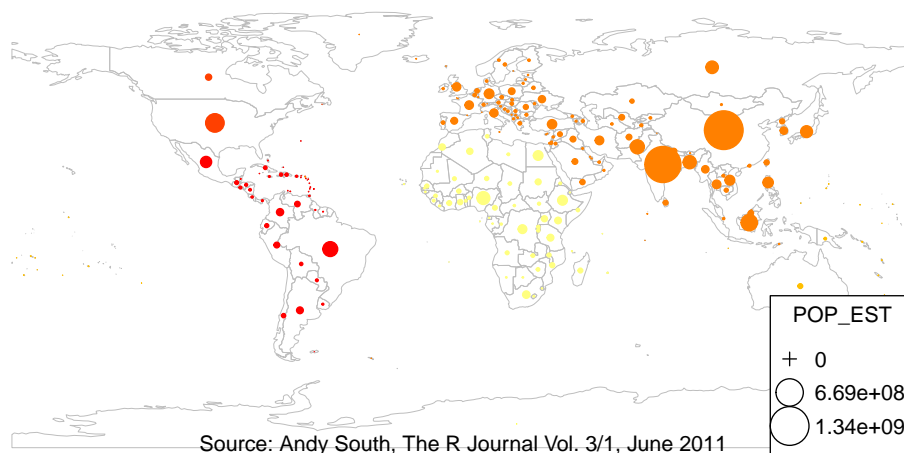 POP_EST
0
6.69e+08
1.34e+09
Source: Andy South, The R Journal Vol. 3/1, June 2011